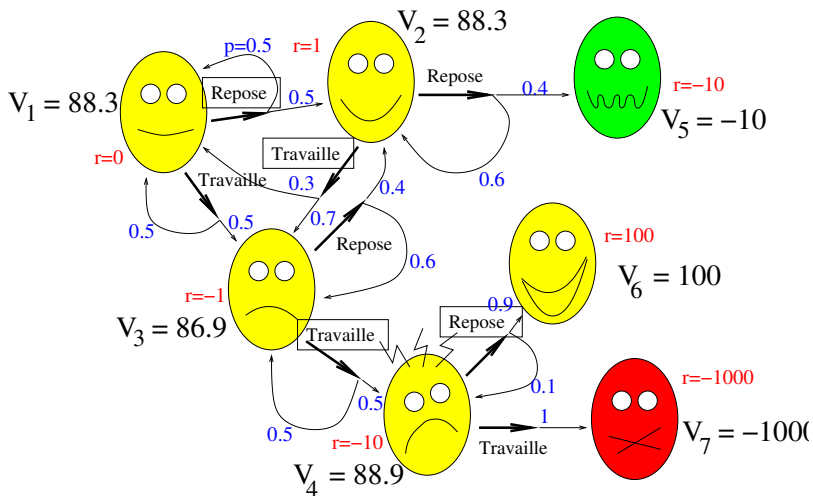 V1 = 88.3
p=0.5
Repose
0.5
r=0
r=1
V2 = 88.3
Repose
0.4
0.6
r=−10
V5 = −10
Travaille
0.3
0.7
Travaille
0.5
0.5
0.4
Repose
0.6
r=−1
V3 = 86.9
Travaille
0.5
0.5
Repose
0.9
0.1
r=100
V6 = 100
r=−10
V4 = 88.9
1
Travaille
r=−1000
V7 = −1000